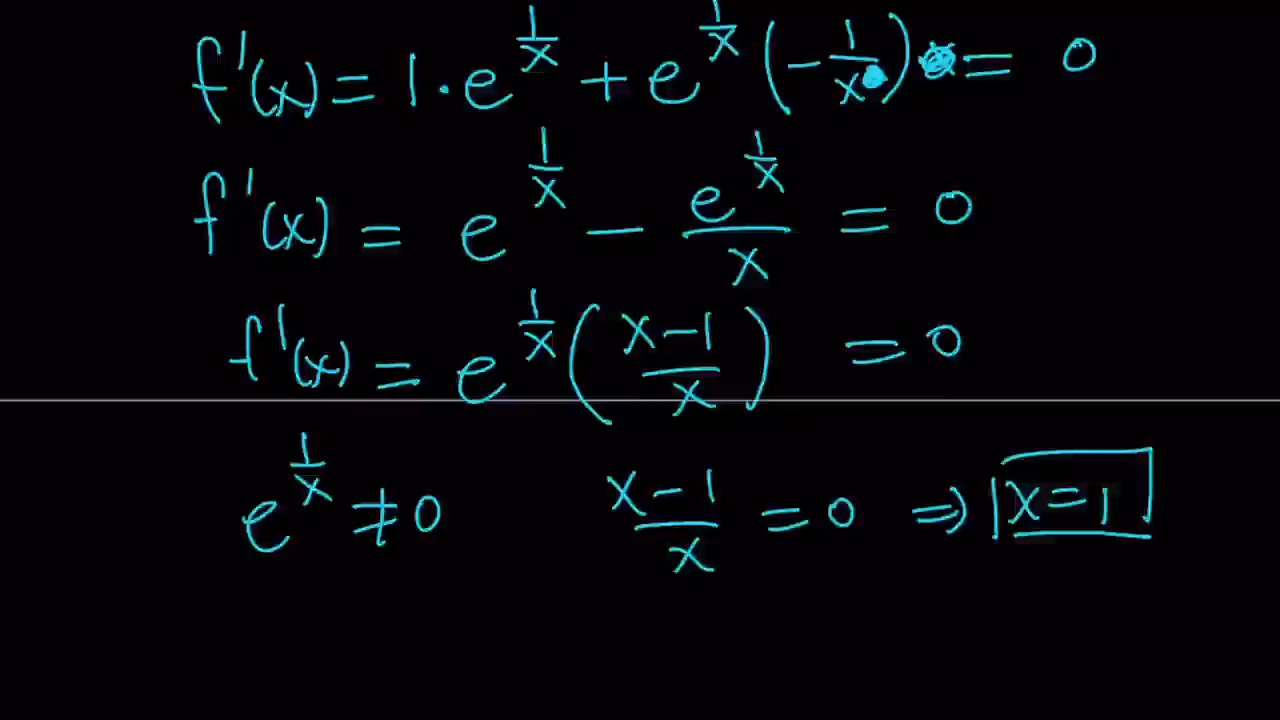 f'(x) = 1 · e^{1/x} + e^{1/x} (- 1/x) = 0
f'(x) = e^{1/x} - e^{1/x}/x = 0
f'(x) = e^{1/x} ((x-1)/x) = 0
e^{1/x} ≠ 0 (x-1)/x = 0 ⇒ x = 1